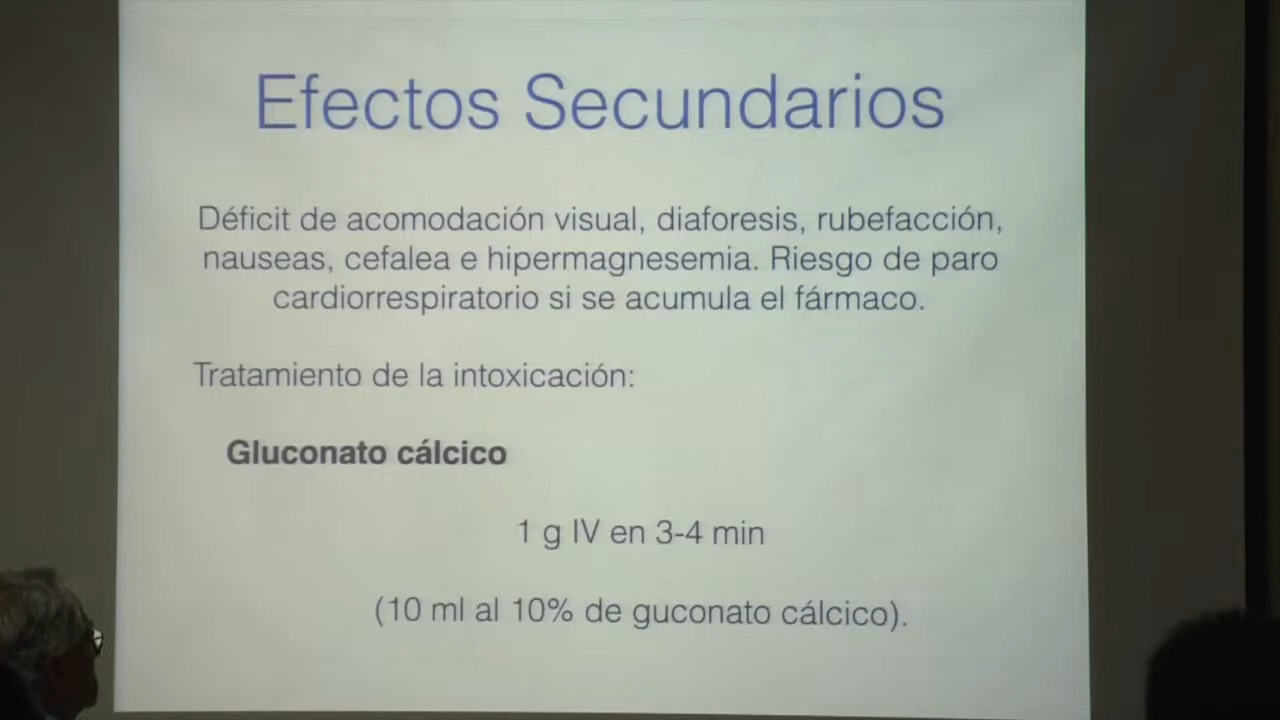 Efectos Secundarios
Déficit de acomodación visual, diaforesis, rubefacción,
nauseas, cefalea e hipermagnesemia. Riesgo de paro
cardiorrespiratorio si se acumula el fármaco.
Tratamiento de la intoxicación:
Gluconato cálcico
1 g IV en 3-4 min
(10 ml al 10% de guconato cálcico).